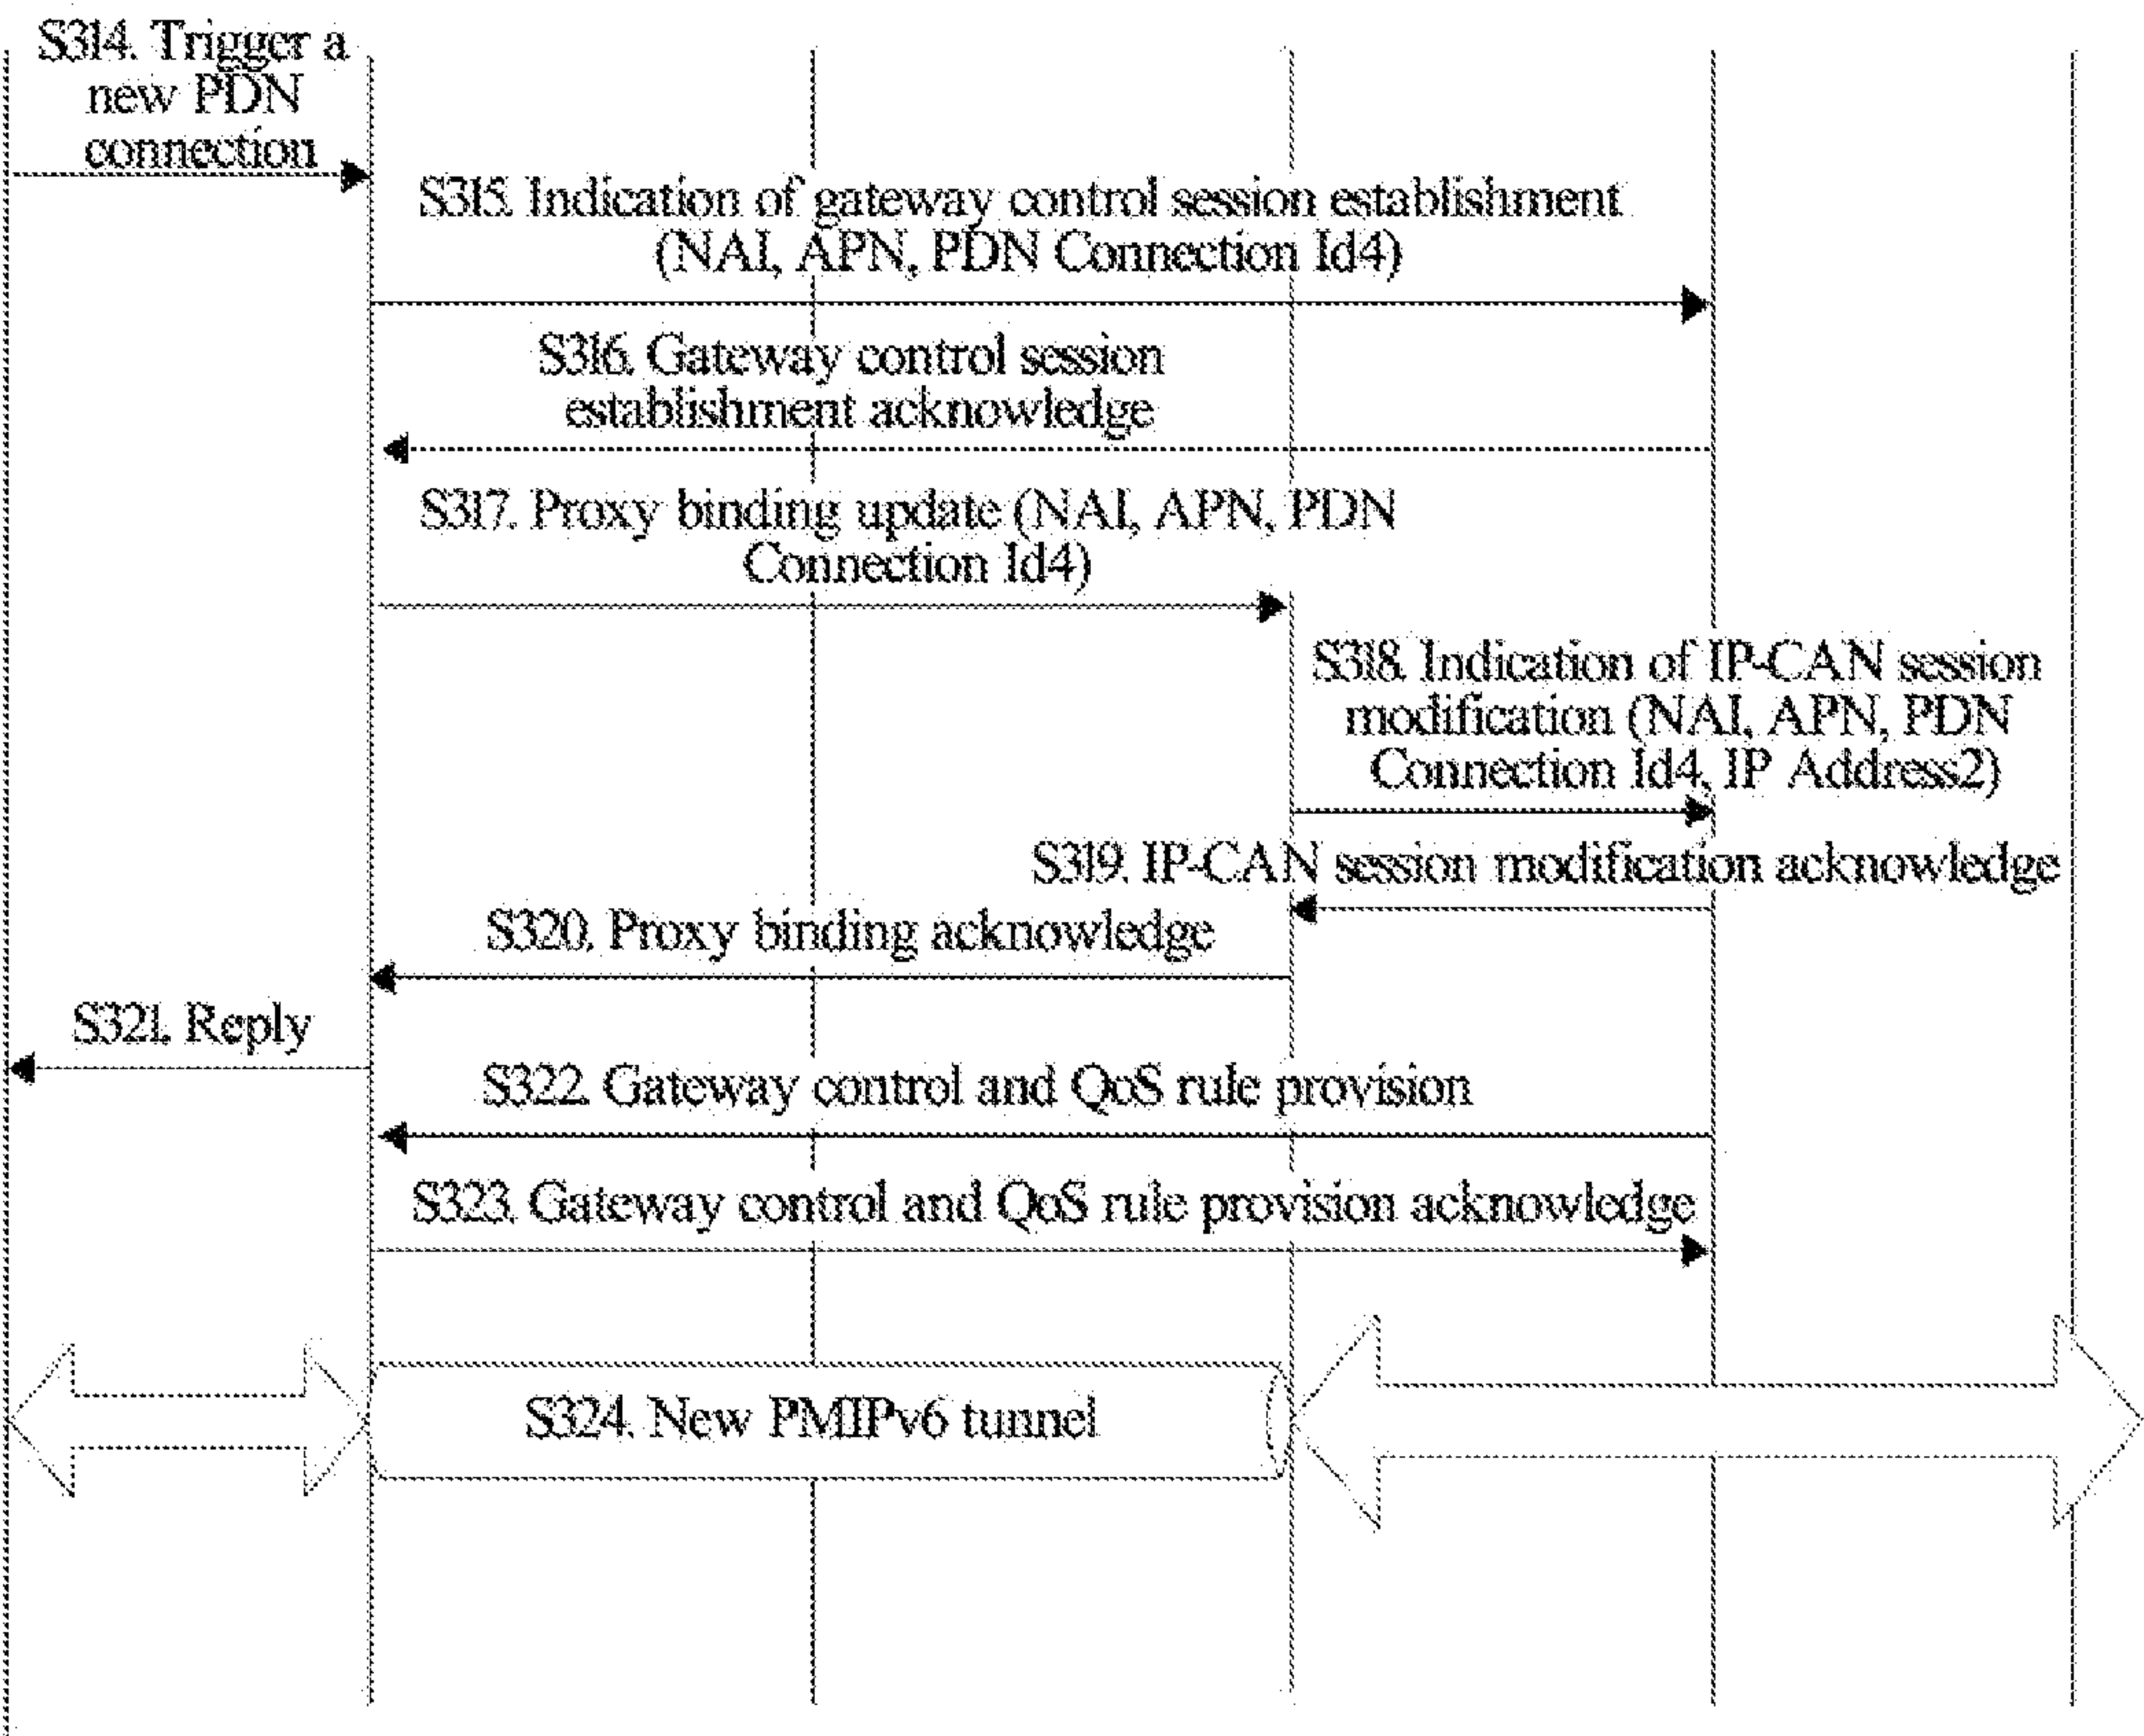 S314. Trigger a
new PDN
connection
S315. Indication of gateway control session establishment
(NAI, APN, PDN Connection Id4)
S316. Gateway control session
establishment acknowledge
S317. Proxy binding update (NAI, APN, PDN
Connection Id4)
S318. Indication of IP-CAN session
modification (NAI, APN, PDN
Connection Id4, IP Address2)
S319. IP-CAN session modification acknowledge
S320. Proxy binding acknowledge
S321. Reply
S322. Gateway control and QoS rule provision
S323. Gateway control and QoS rule provision acknowledge
S324. New PMIPv6 tunnel